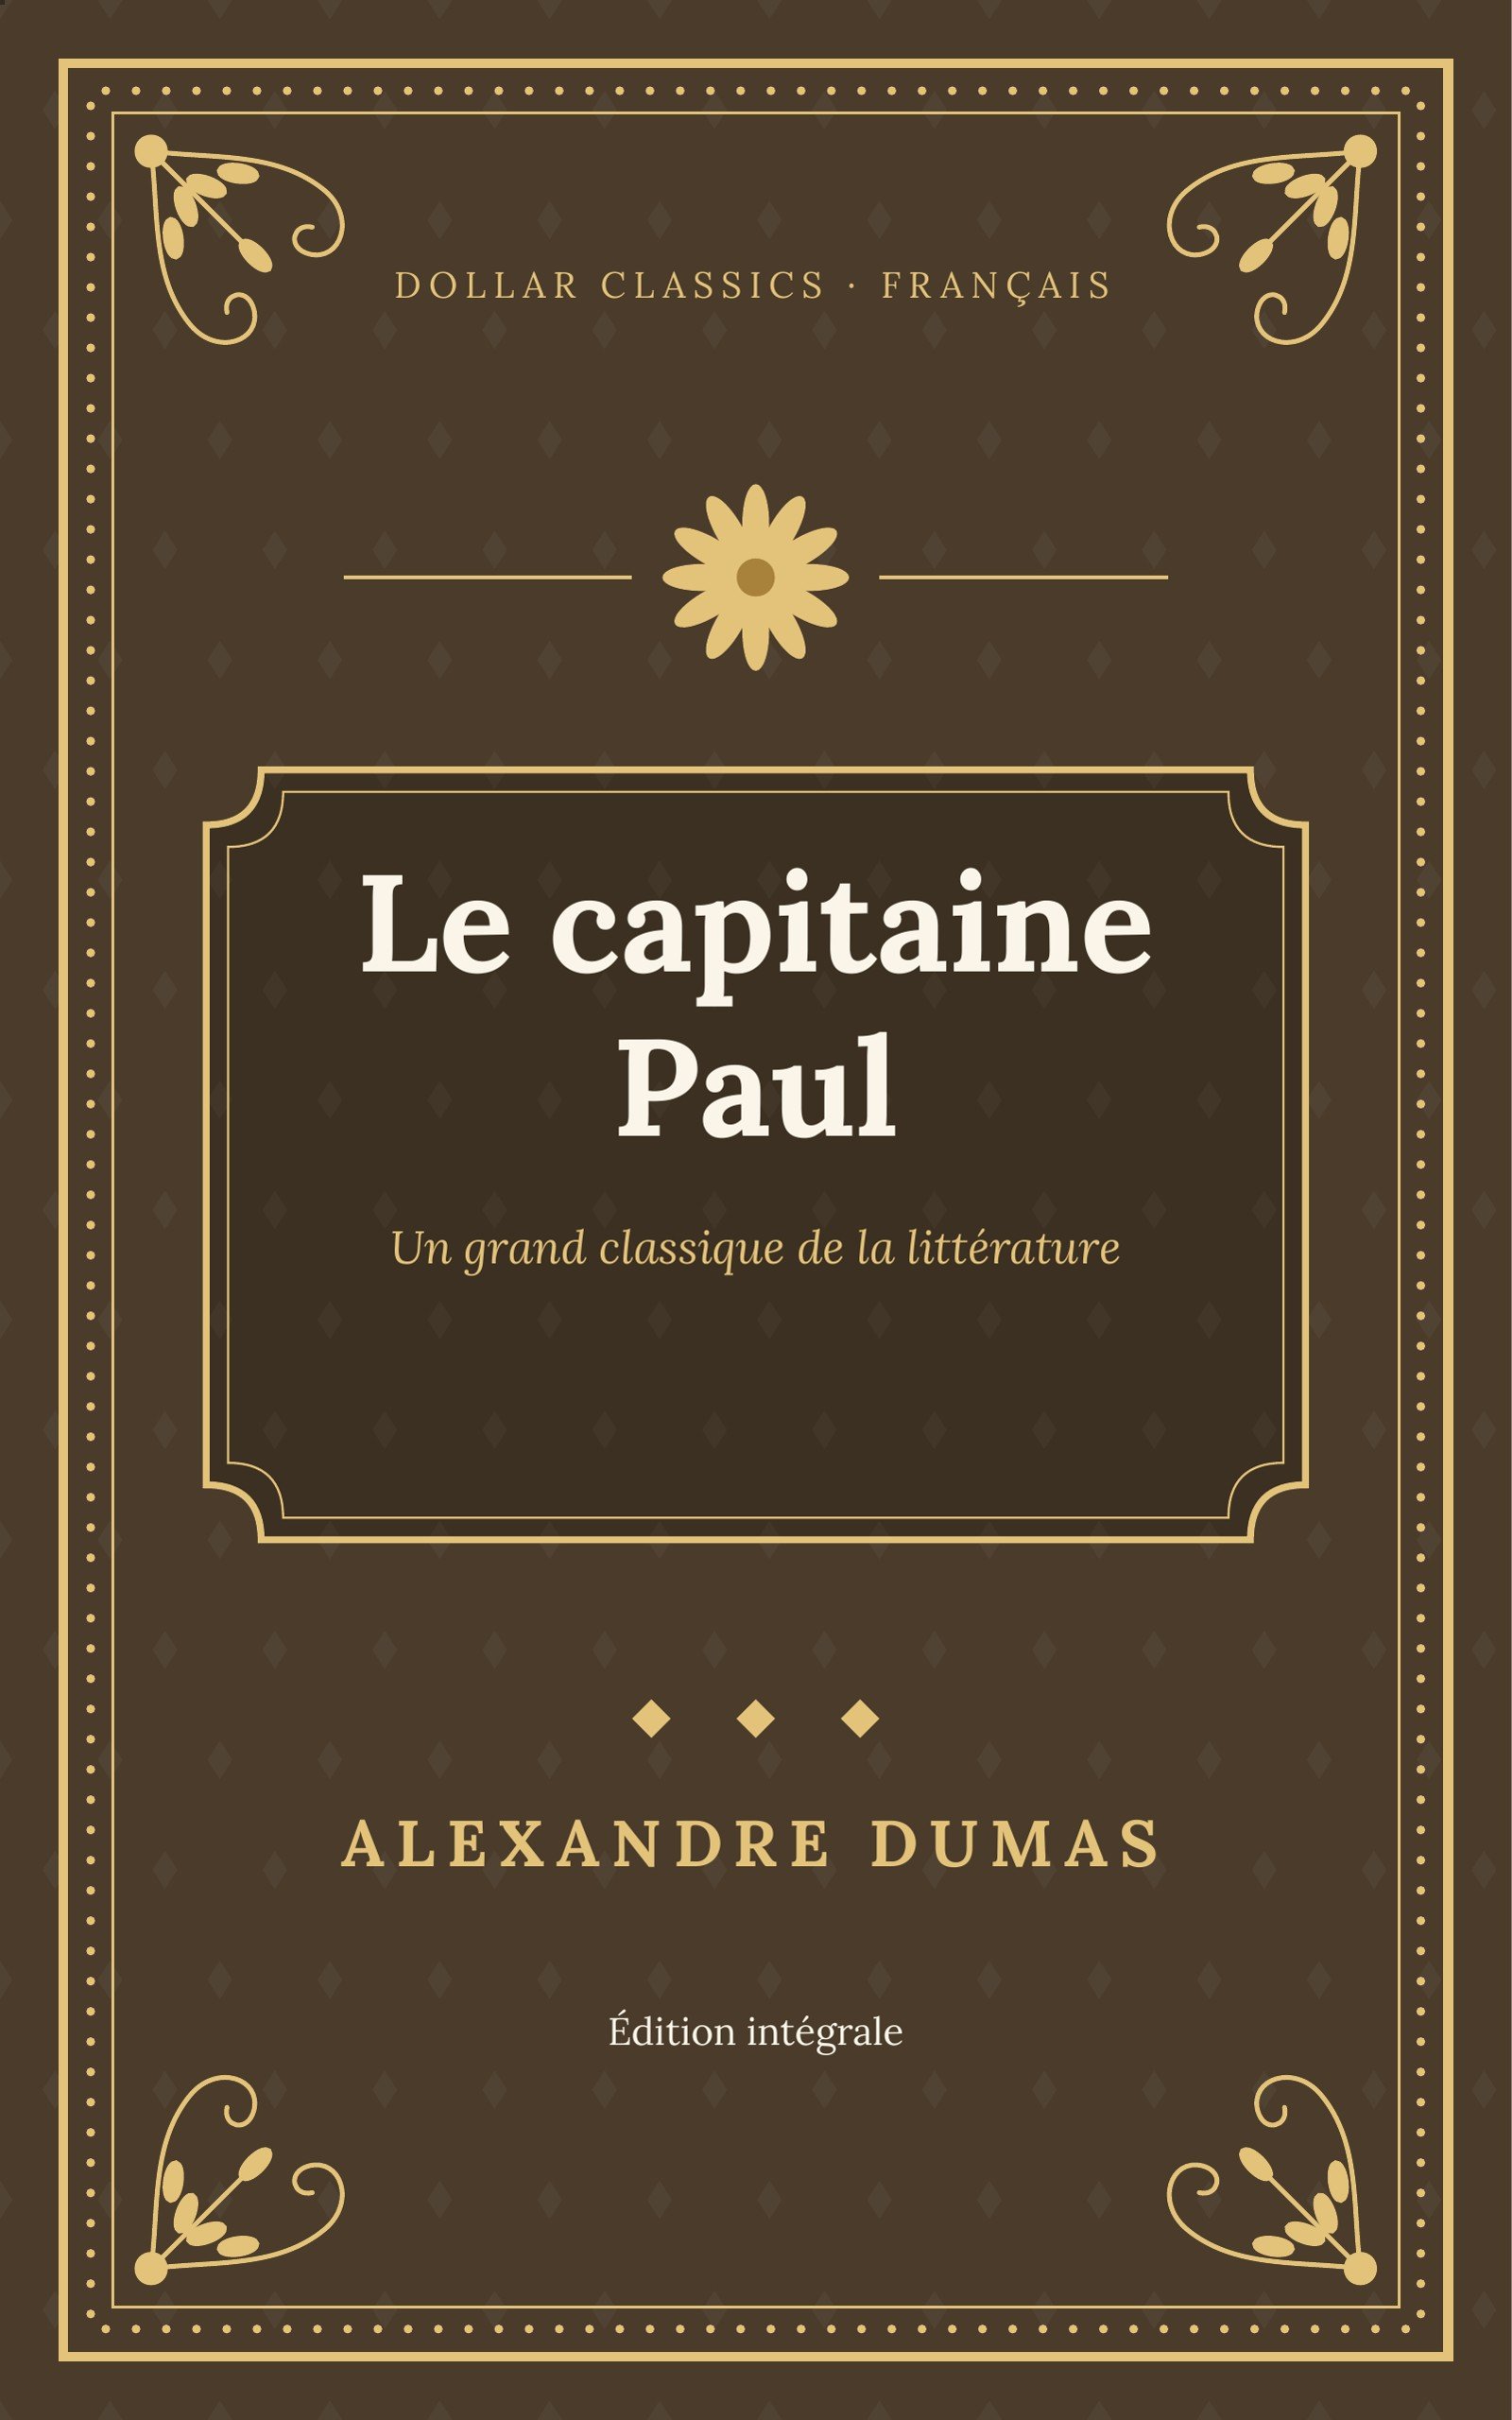 DOLLAR CLASSICS · FRANÇAIS
Le capitaine
Paul
Un grand classique de la littérature
ALEXANDRE DUMAS
Édition intégrale